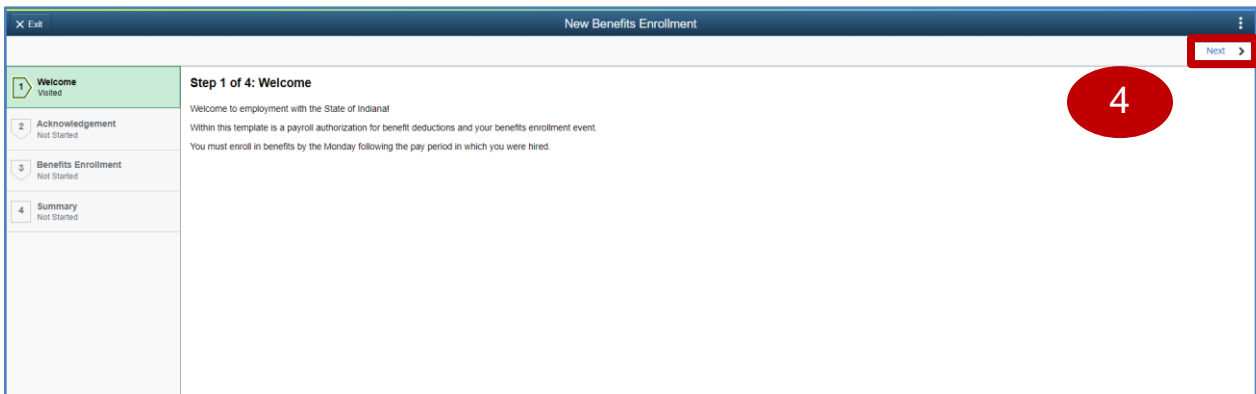 Exit
New Benefits Enrollment
Next
1 Welcome
Visited
2 Acknowledgement
Not Started
3 Benefits Enrollment
Not Started
4 Summary
Not Started
Step 1 of 4: Welcome
Welcome to employment with the State of Indiana!
Within this template is a payroll authorization for benefit deductions and your benefits enrollment event.
You must enroll in benefits by the Monday following the pay period in which you were hired.
4